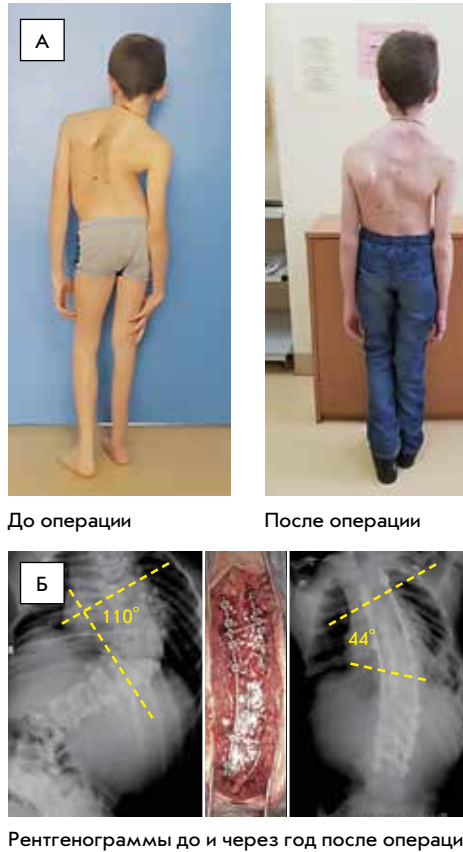 А
До операции
После операции
Б
110°
44°
Рентгенограммы до и через год после операци